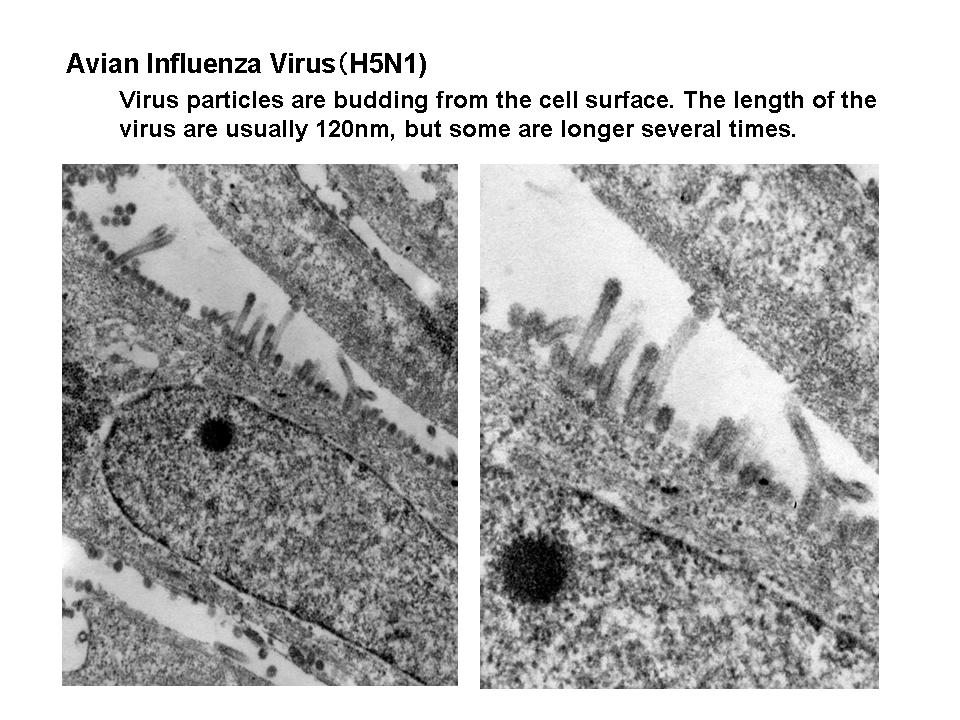 Avian Influenza Virus（H5N1)
Virus particles are budding from the cell surface. The length of the
virus are usually 120nm, but some are longer several times.